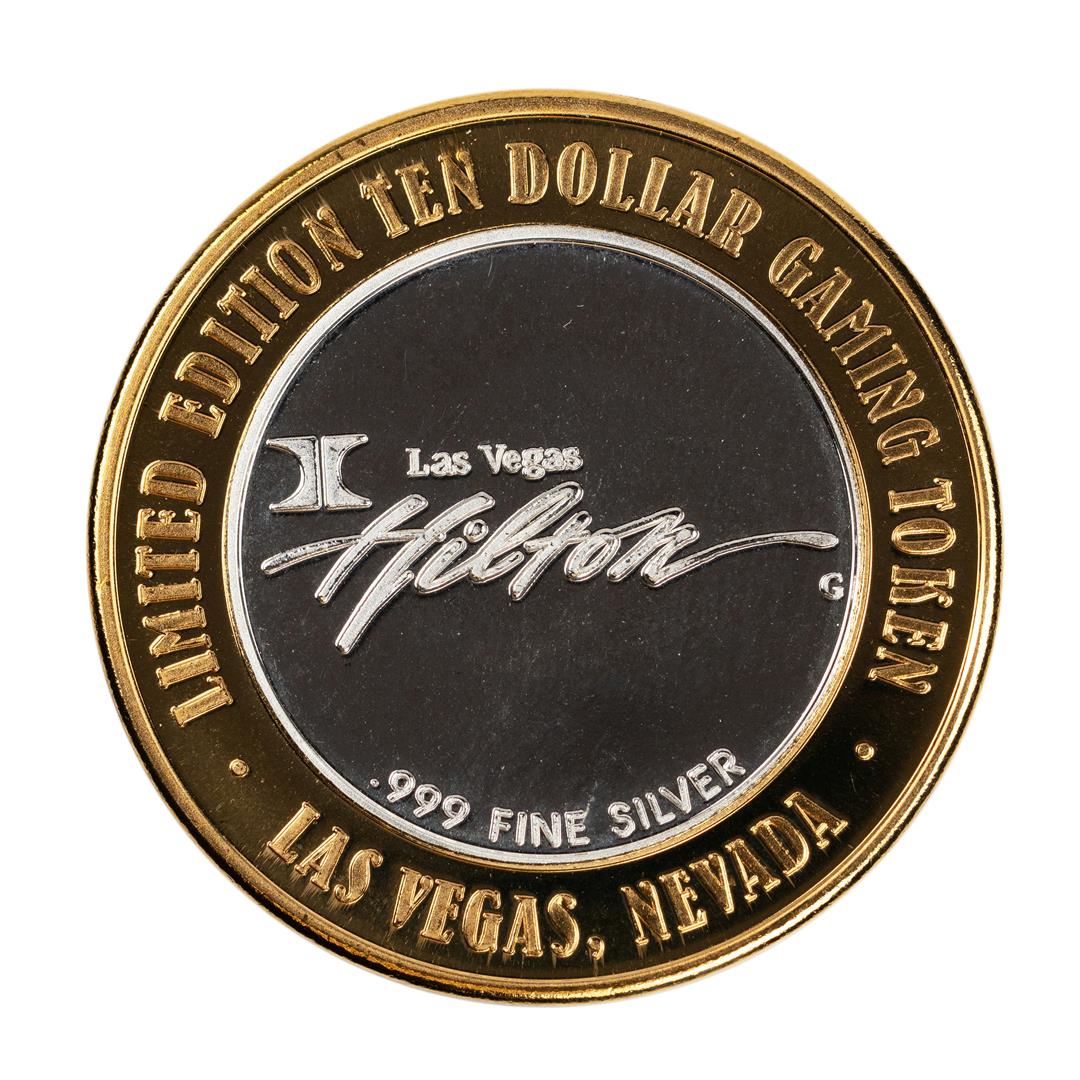 LIMITED EDITION TEN DOLLAR GAMING TOKEN
Las Vegas
Hilton
G
.999 FINE SILVER
• LAS VEGAS, NEVADA •